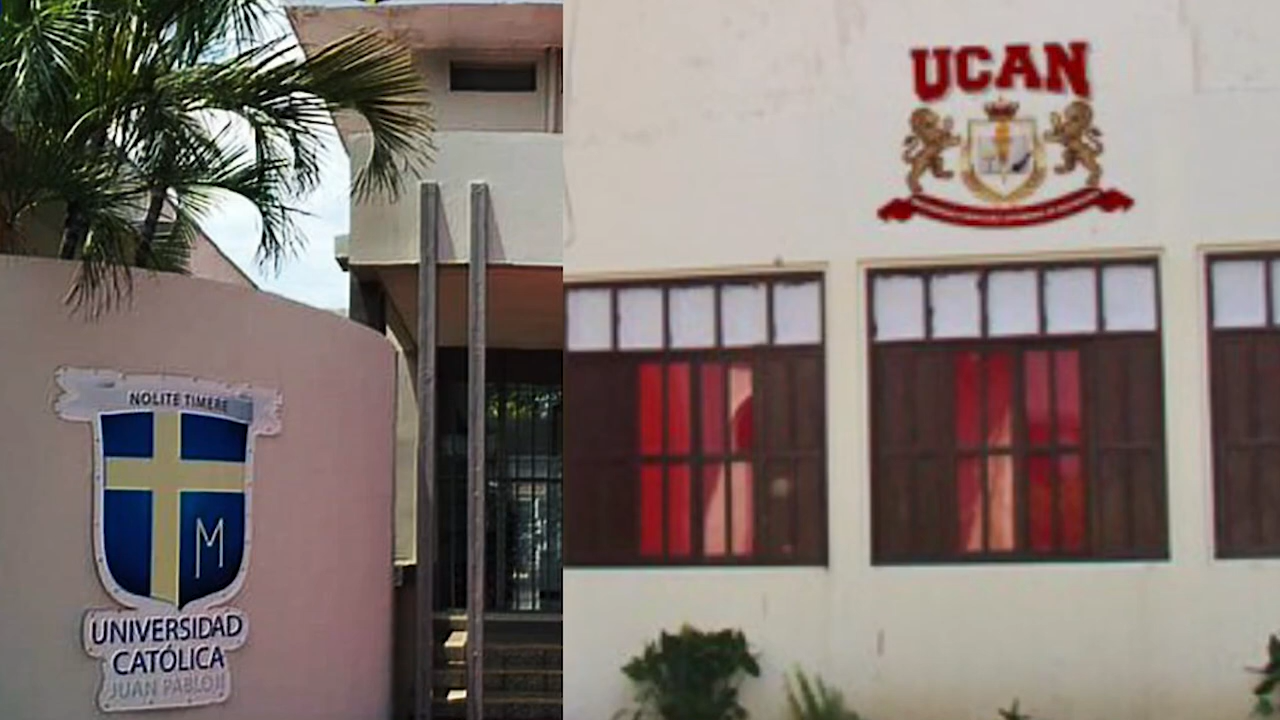 NOLITE TIMERE
M
UNIVERSIDAD
CATÓLICA
JUAN PABLO II
UCAN